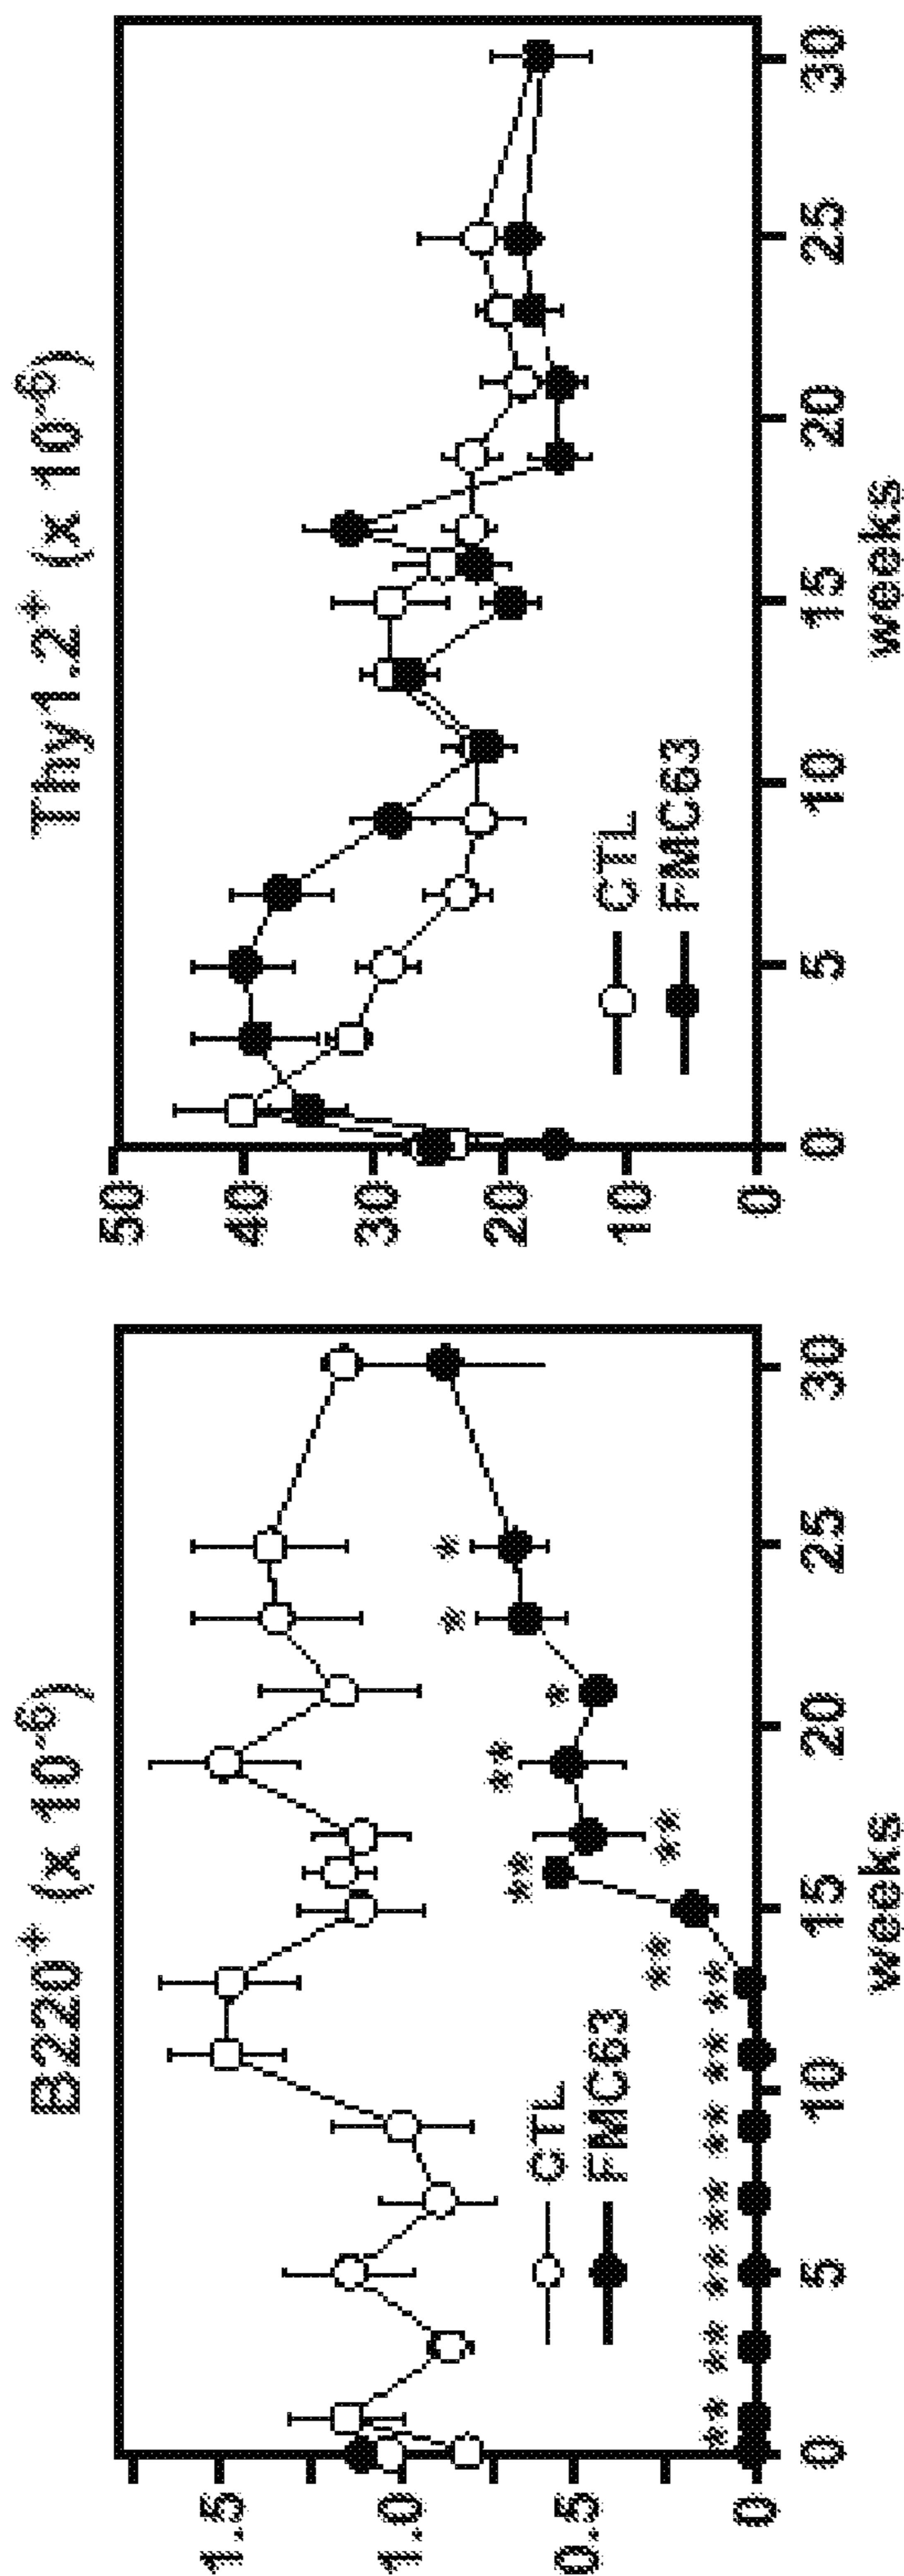 B220⁺ (x 10⁻⁶)
1.5
1.0
0.5
0
CTL
FMC63
** ** ** ** ** ** ** ** ** ** ** * * *
0 5 10 15 20 25 30
weeks
Thy1.2⁺ (x 10⁻⁶)
50
40
30
20
10
0
CTL
FMC63
0 5 10 15 20 25 30
weeks